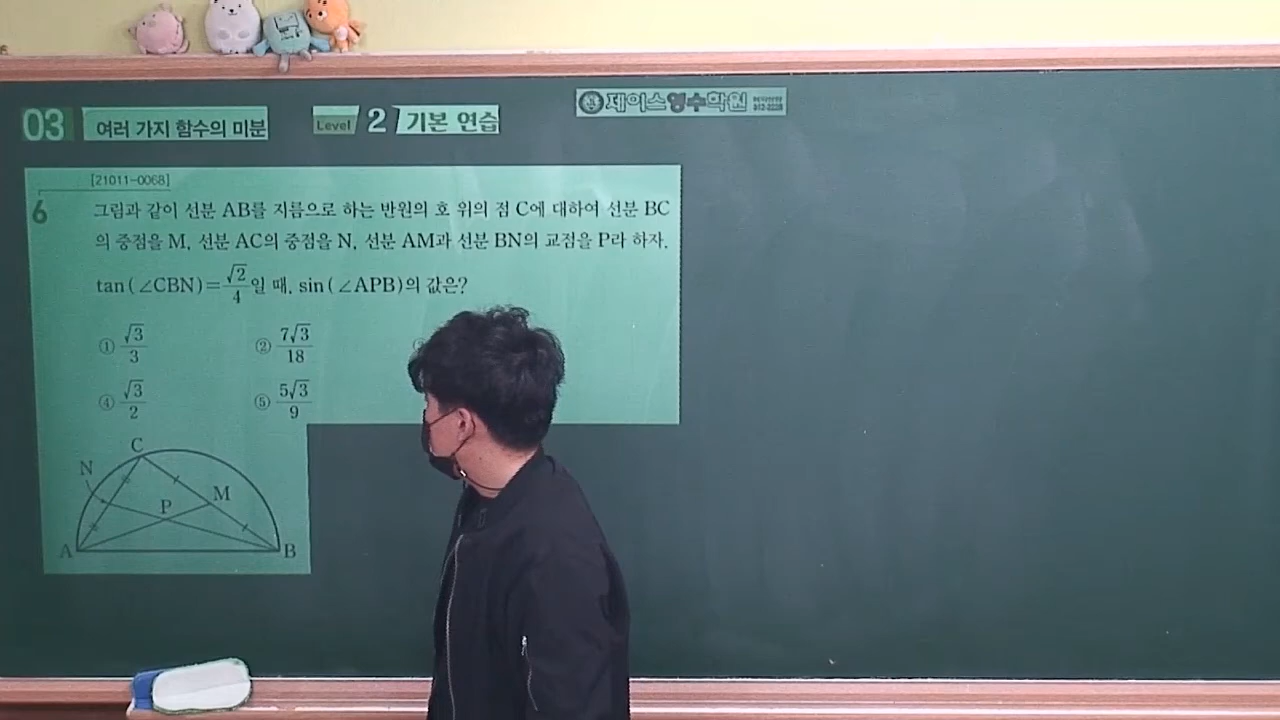 03 여러 가지 함수의 미분 Level 2 기본 연습
제이스영수학원
[21011-0068]
6 그림과 같이 선분 AB를 지름으로 하는 반원의 호 위의 점 C에 대하여 선분 BC
의 중점을 M, 선분 AC의 중점을 N, 선분 AM과 선분 BN의 교점을 P라 하자.
tan(∠CBN)=√2/4일 때, sin(∠APB)의 값은?
① √3/3 ② 7√3/18
④ √3/2 ⑤ 5√3/9
C
N
M
P
A B